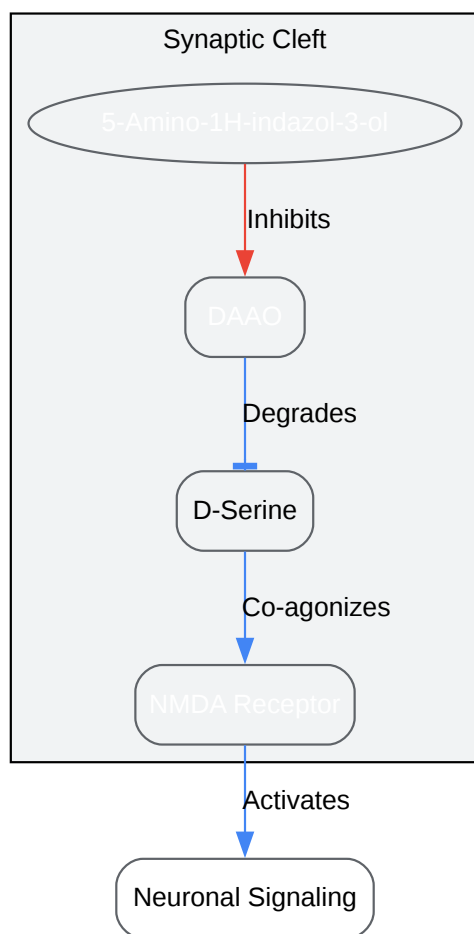 Synaptic Cleft
5-Amino-1H-indazol-3-ol
Inhibits
DAAO
Degrades
D-Serine
Co-agonizes
NMDA Receptor
Activates
Neuronal Signaling